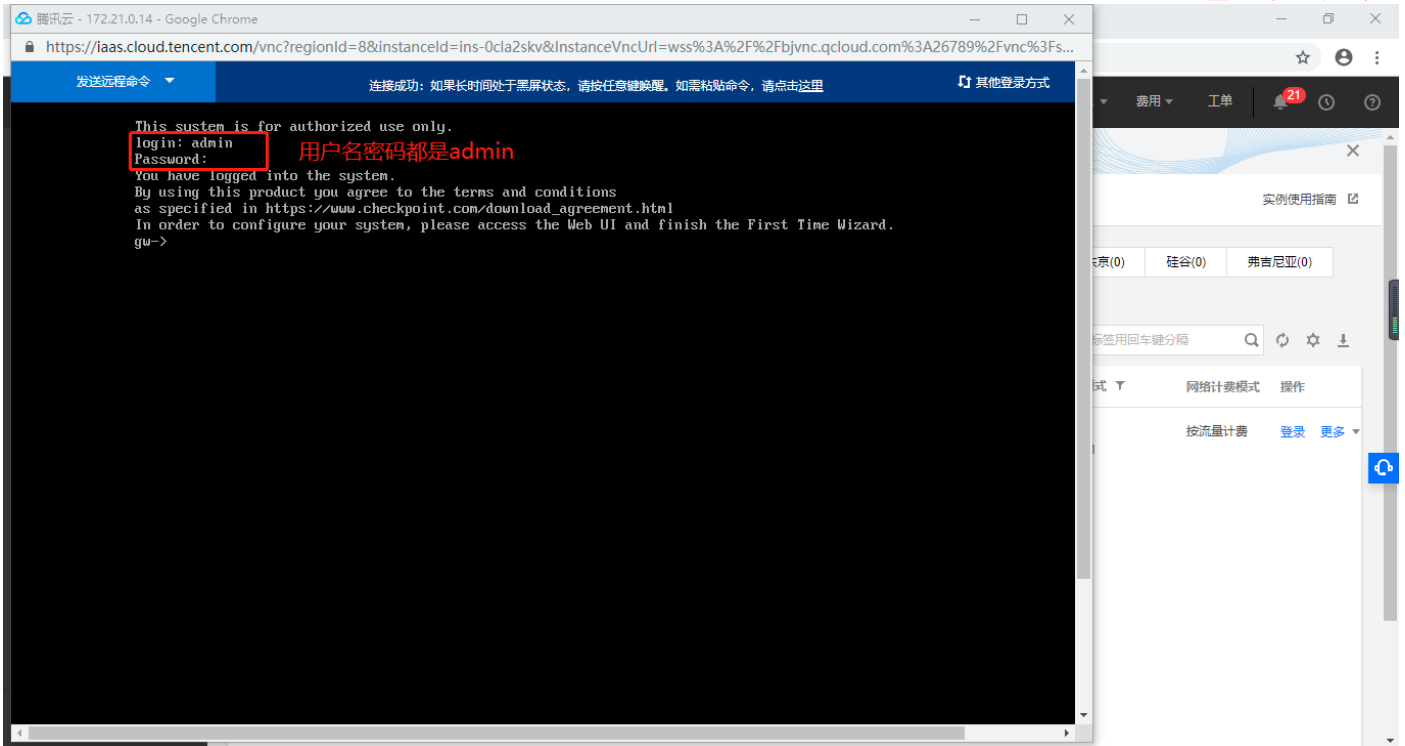 腾讯云 - 172.21.0.14 - Google Chrome
https://iaas.cloud.tencent.com/vnc?regionId=8&instanceId=ins-0cla2skv&InstanceVncUrl=wss%3A%2F%2Fbjvnc.qcloud.com%3A26789%2Fvnc%3Fs...
发送远程命令
连接成功：如果长时间处于黑屏状态，请按任意键唤醒。如需粘贴命令，请点击这里
其他登录方式
This system is for authorized use only.
login: admin
Password:
用户名密码都是admin
You have logged into the system.
By using this product you agree to the terms and conditions
as specified in https://www.checkpoint.com/download_agreement.html
In order to configure your system, please access the Web UI and finish the First Time Wizard.
gw->
费用
工单
21
实例使用指南
京(0)
硅谷(0)
弗吉尼亚(0)
标签用回车键分隔
式
网络计费模式
操作
按流量计费
登录
更多